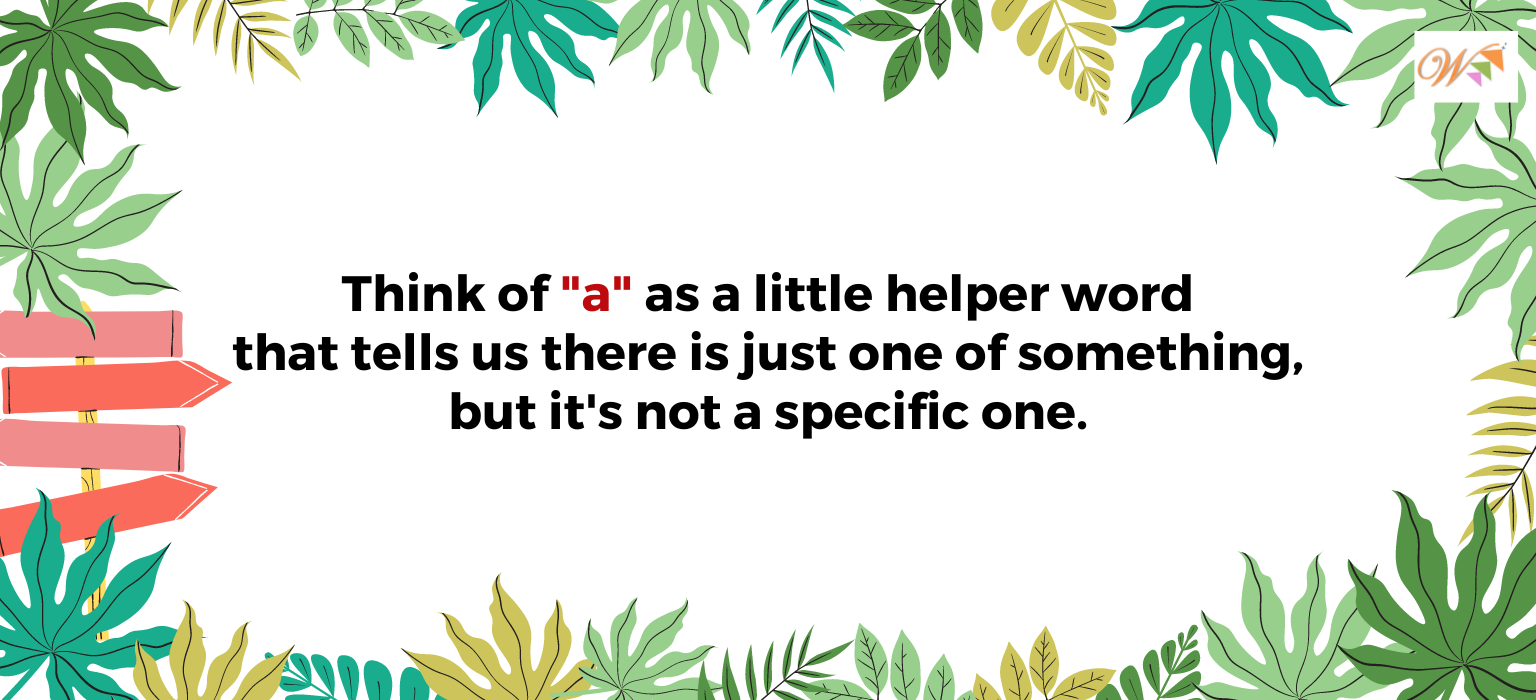 W
Think of "a" as a little helper word
that tells us there is just one of something,
but it's not a specific one.